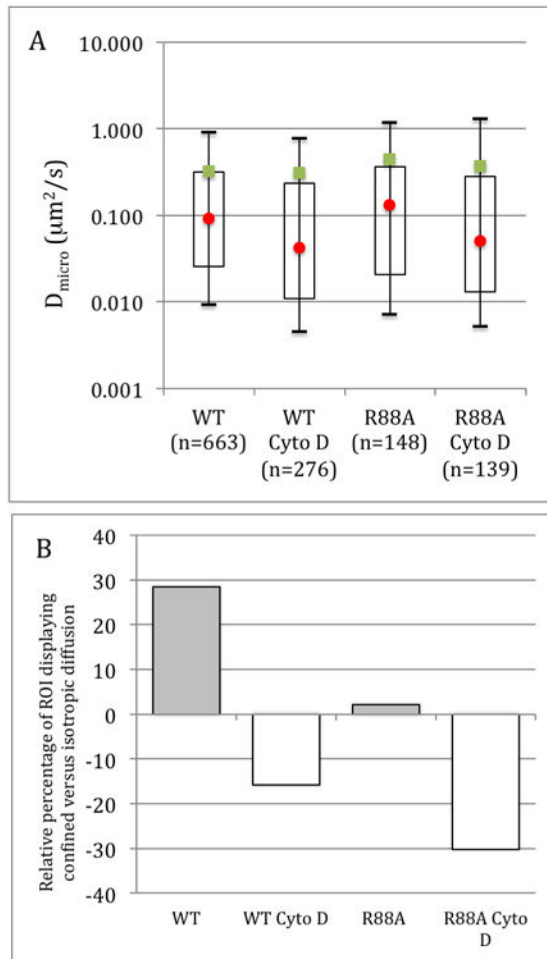 A
10.000
1.000
0.100
0.010
0.001
D_micro (µm²/s)
WT
(n=663)
WT
Cyto D
(n=276)
R88A
(n=148)
R88A
Cyto D
(n=139)
B
40
30
20
10
0
-10
-20
-30
-40
Relative percentage of ROI displaying
confined versus isotropic diffusion
WT
WT Cyto D
R88A
R88A Cyto
D